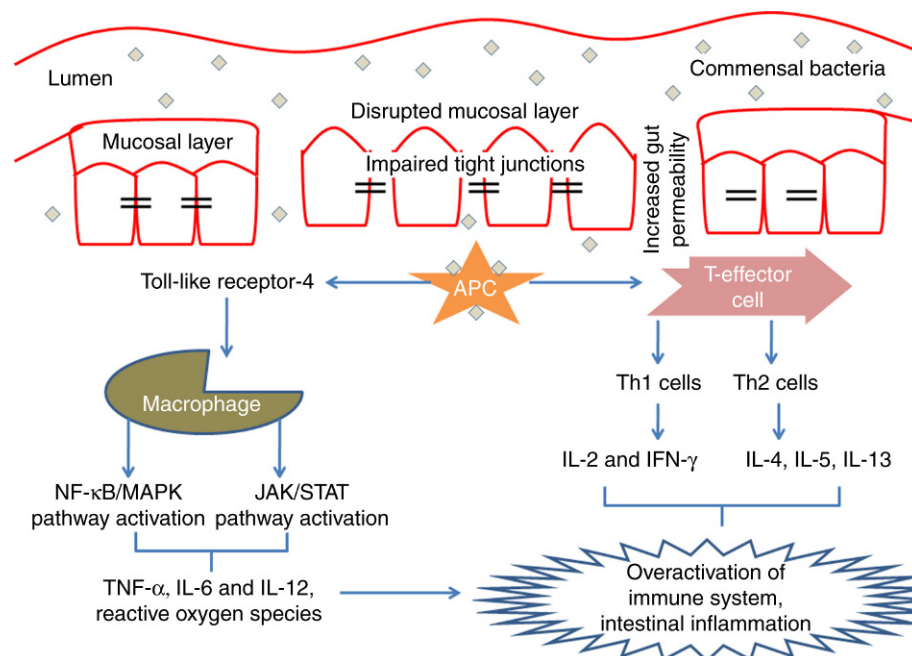 Lumen
Commensal bacteria
Disrupted mucosal layer
Mucosal layer
Impaired tight junctions
Increased gut
permeability
Toll-like receptor-4
APC
T-effector
cell
Macrophage
Th1 cells
Th2 cells
IL-2 and IFN-γ
IL-4, IL-5, IL-13
NF-κB/MAPK
pathway activation
JAK/STAT
pathway activation
TNF-α, IL-6 and IL-12,
reactive oxygen species
Overactivation of
immune system,
intestinal inflammation